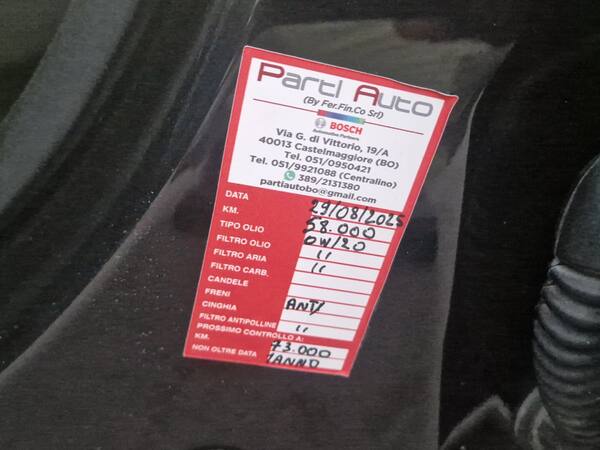 Parti Auto
(By Fer.Fin.Co Srl)
BOSCH
Automotive Partners
Via G. di Vittorio, 19/A
40013 Castelmaggiore (BO)
Tel. 051/0950421
Tel. 051/9921088 (Centralino)
389/2131380
partiautobo@gmail.com
DATA 29/08/2025
KM. 58.000
TIPO OLIO 0W/20
FILTRO OLIO "
FILTRO ARIA "
FILTRO CARB.
CANDELE
FRENI ANTI
CINGHIA "
FILTRO ANTIPOLLINE
PROSSIMO CONTROLLO A:
KM. 73.000
NON OLTRE DATA 1ANNO